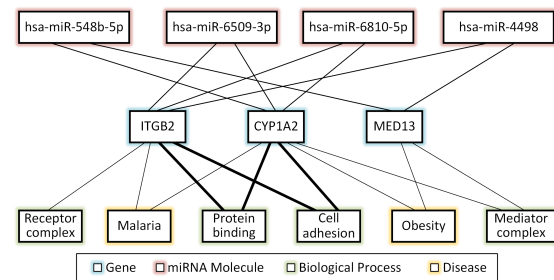 hsa-miR-548b-5p hsa-miR-6509-3p hsa-miR-6810-5p hsa-miR-4498
ITGB2 CYP1A2 MED13
Receptor complex
Malaria
Protein binding
Cell adhesion
Obesity
Mediator complex
Gene miRNA Molecule Biological Process Disease